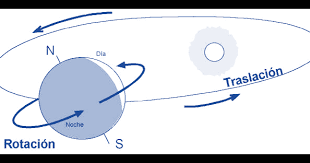 N
Día
Traslación
Noche
Rotación
S